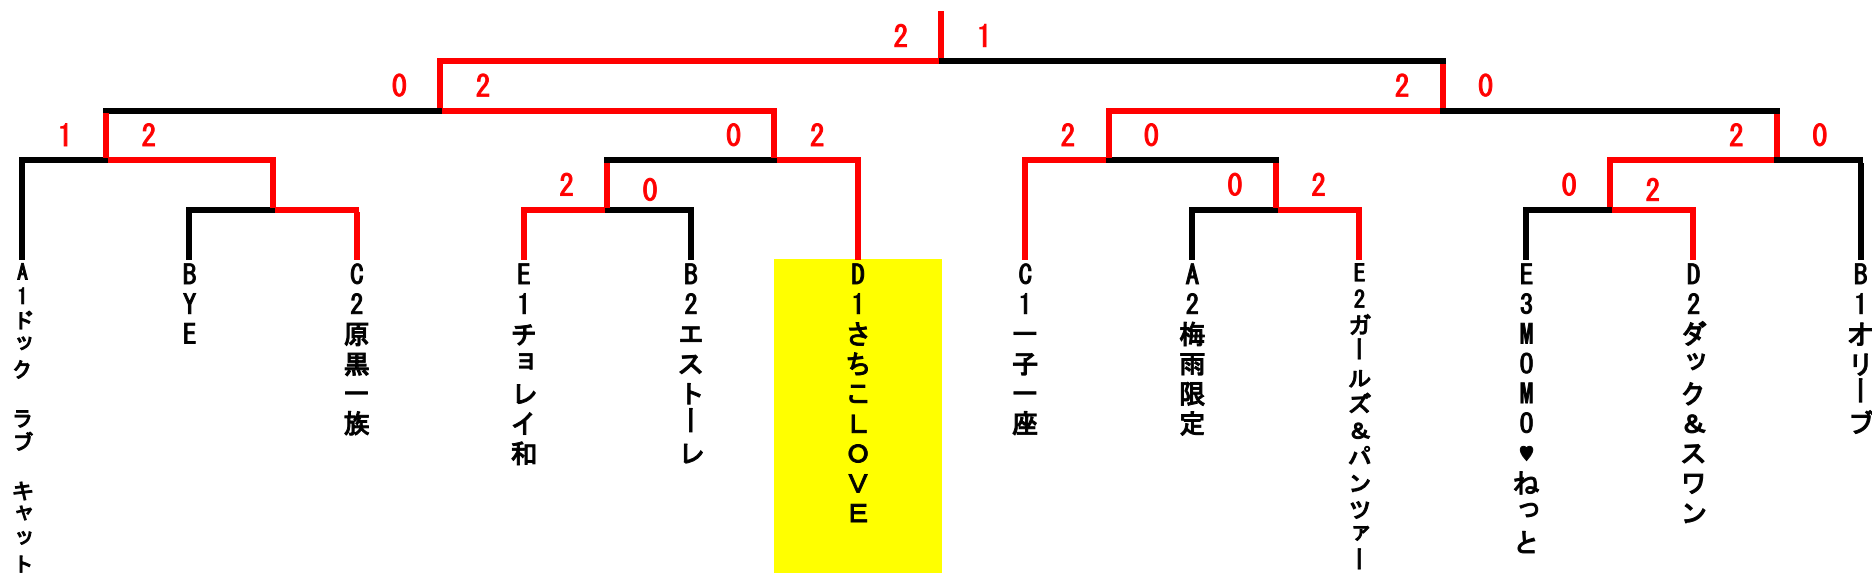 2 1
0 2 2 0
1 2 0 2 2 0 2 0
2 0 0 2 0 2
A1ドック ラブ キャット
BYE
C2原黒一族
E1チョレイ和
B2エストーレ
D1さちこLOVE
C1一子一座
A2梅雨限定
E2ガールズ&パンツァー
E3MOMO♥ねっと
D2ダック&スワン
B1オリーブ